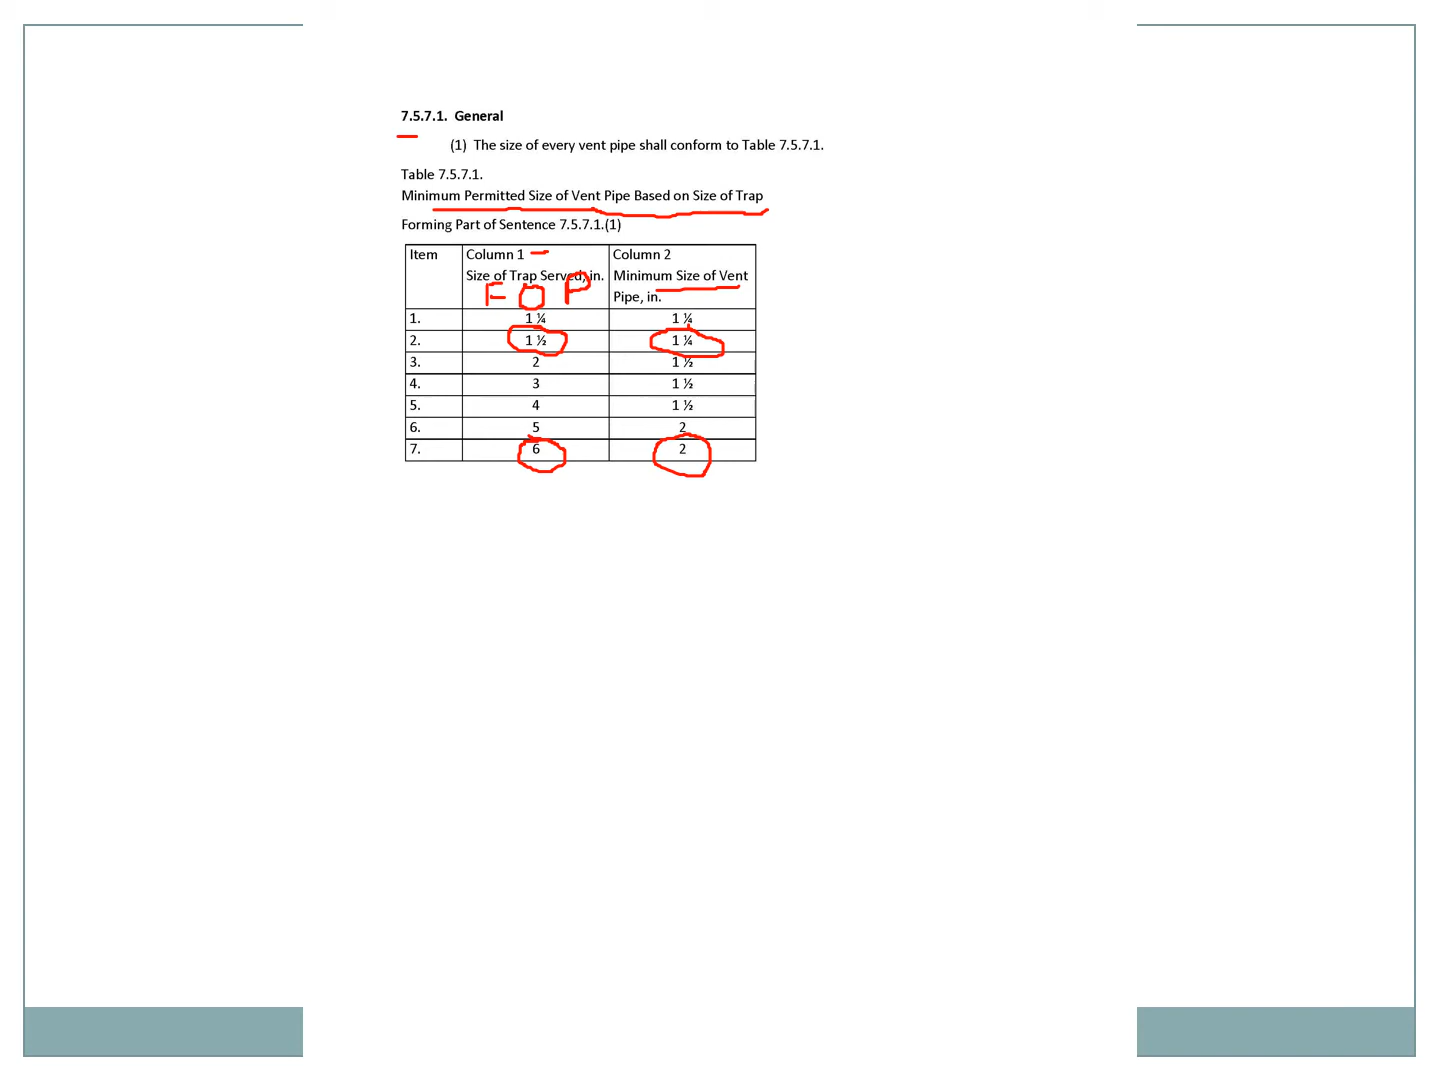 7.5.7.1. General
(1) The size of every vent pipe shall conform to Table 7.5.7.1.
Table 7.5.7.1.
Minimum Permitted Size of Vent Pipe Based on Size of Trap
Forming Part of Sentence 7.5.7.1.(1)
Item Column 1 Column 2
Size of Trap Served, in. Minimum Size of Vent
Pipe, in.
F O P
1. 1 ¼ 1 ¼
2. 1 ½ 1 ¼
3. 2 1 ½
4. 3 1 ½
5. 4 1 ½
6. 5 2
7. 6 2